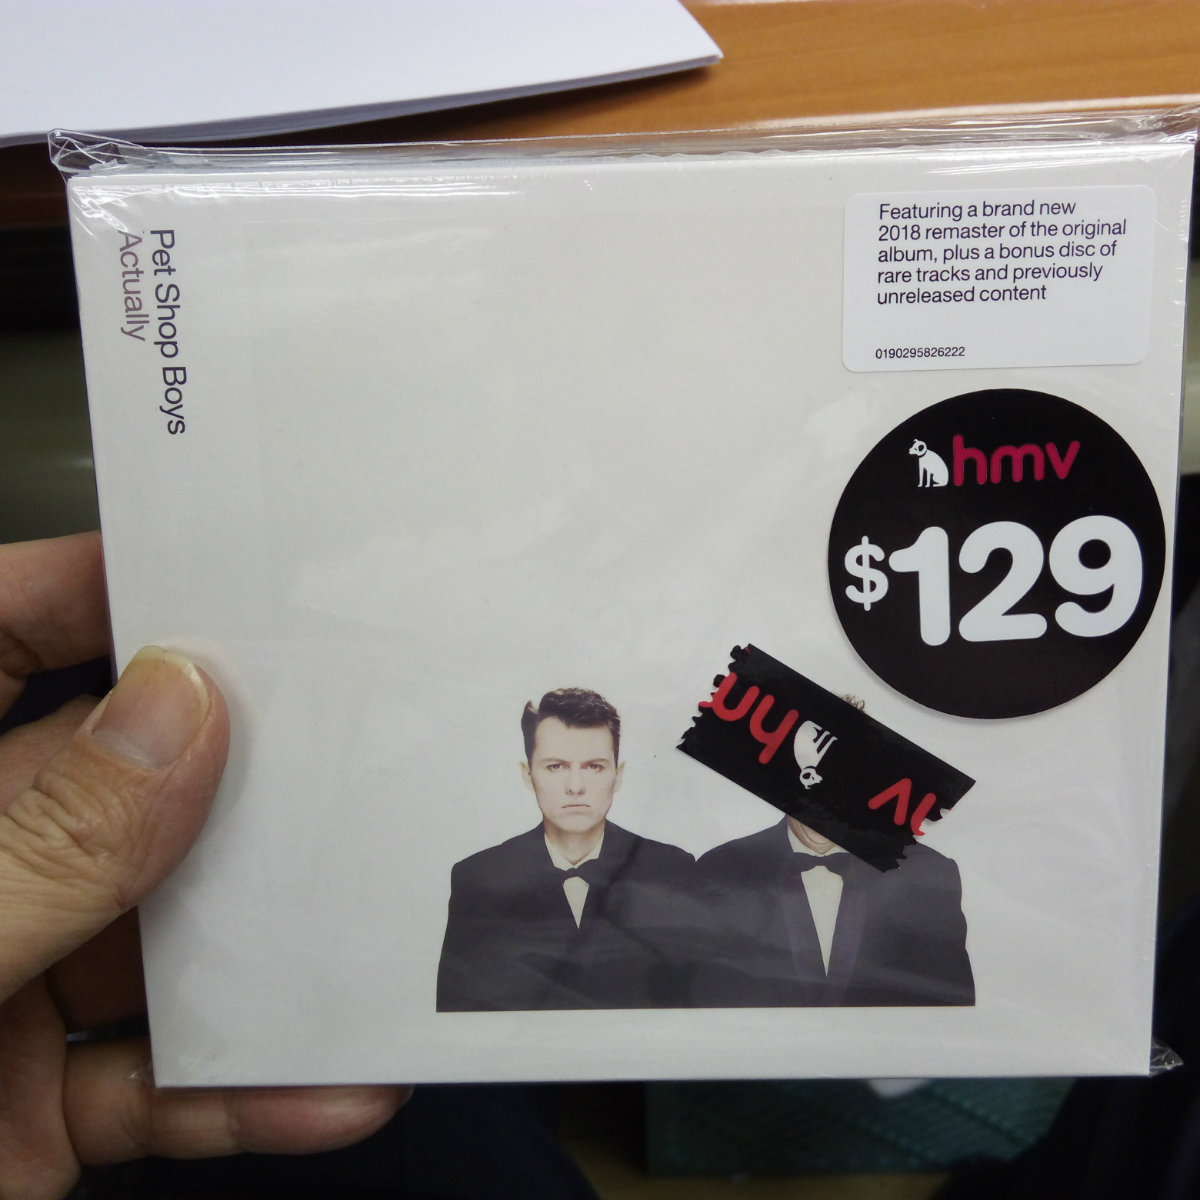 Pet Shop Boys
Actually
Featuring a brand new
2018 remaster of the original
album, plus a bonus disc of
rare tracks and previously
unreleased content
0190295826222
hmv
$129
hm
v